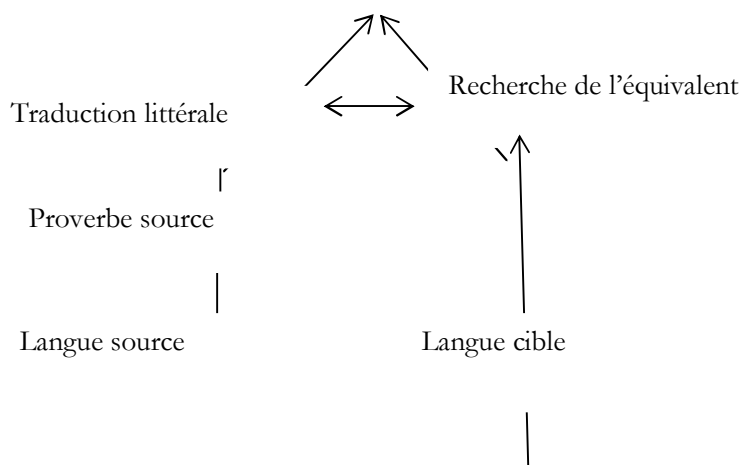 Recherche de l’équivalent
Traduction littérale
Proverbe source
Langue source
Langue cible